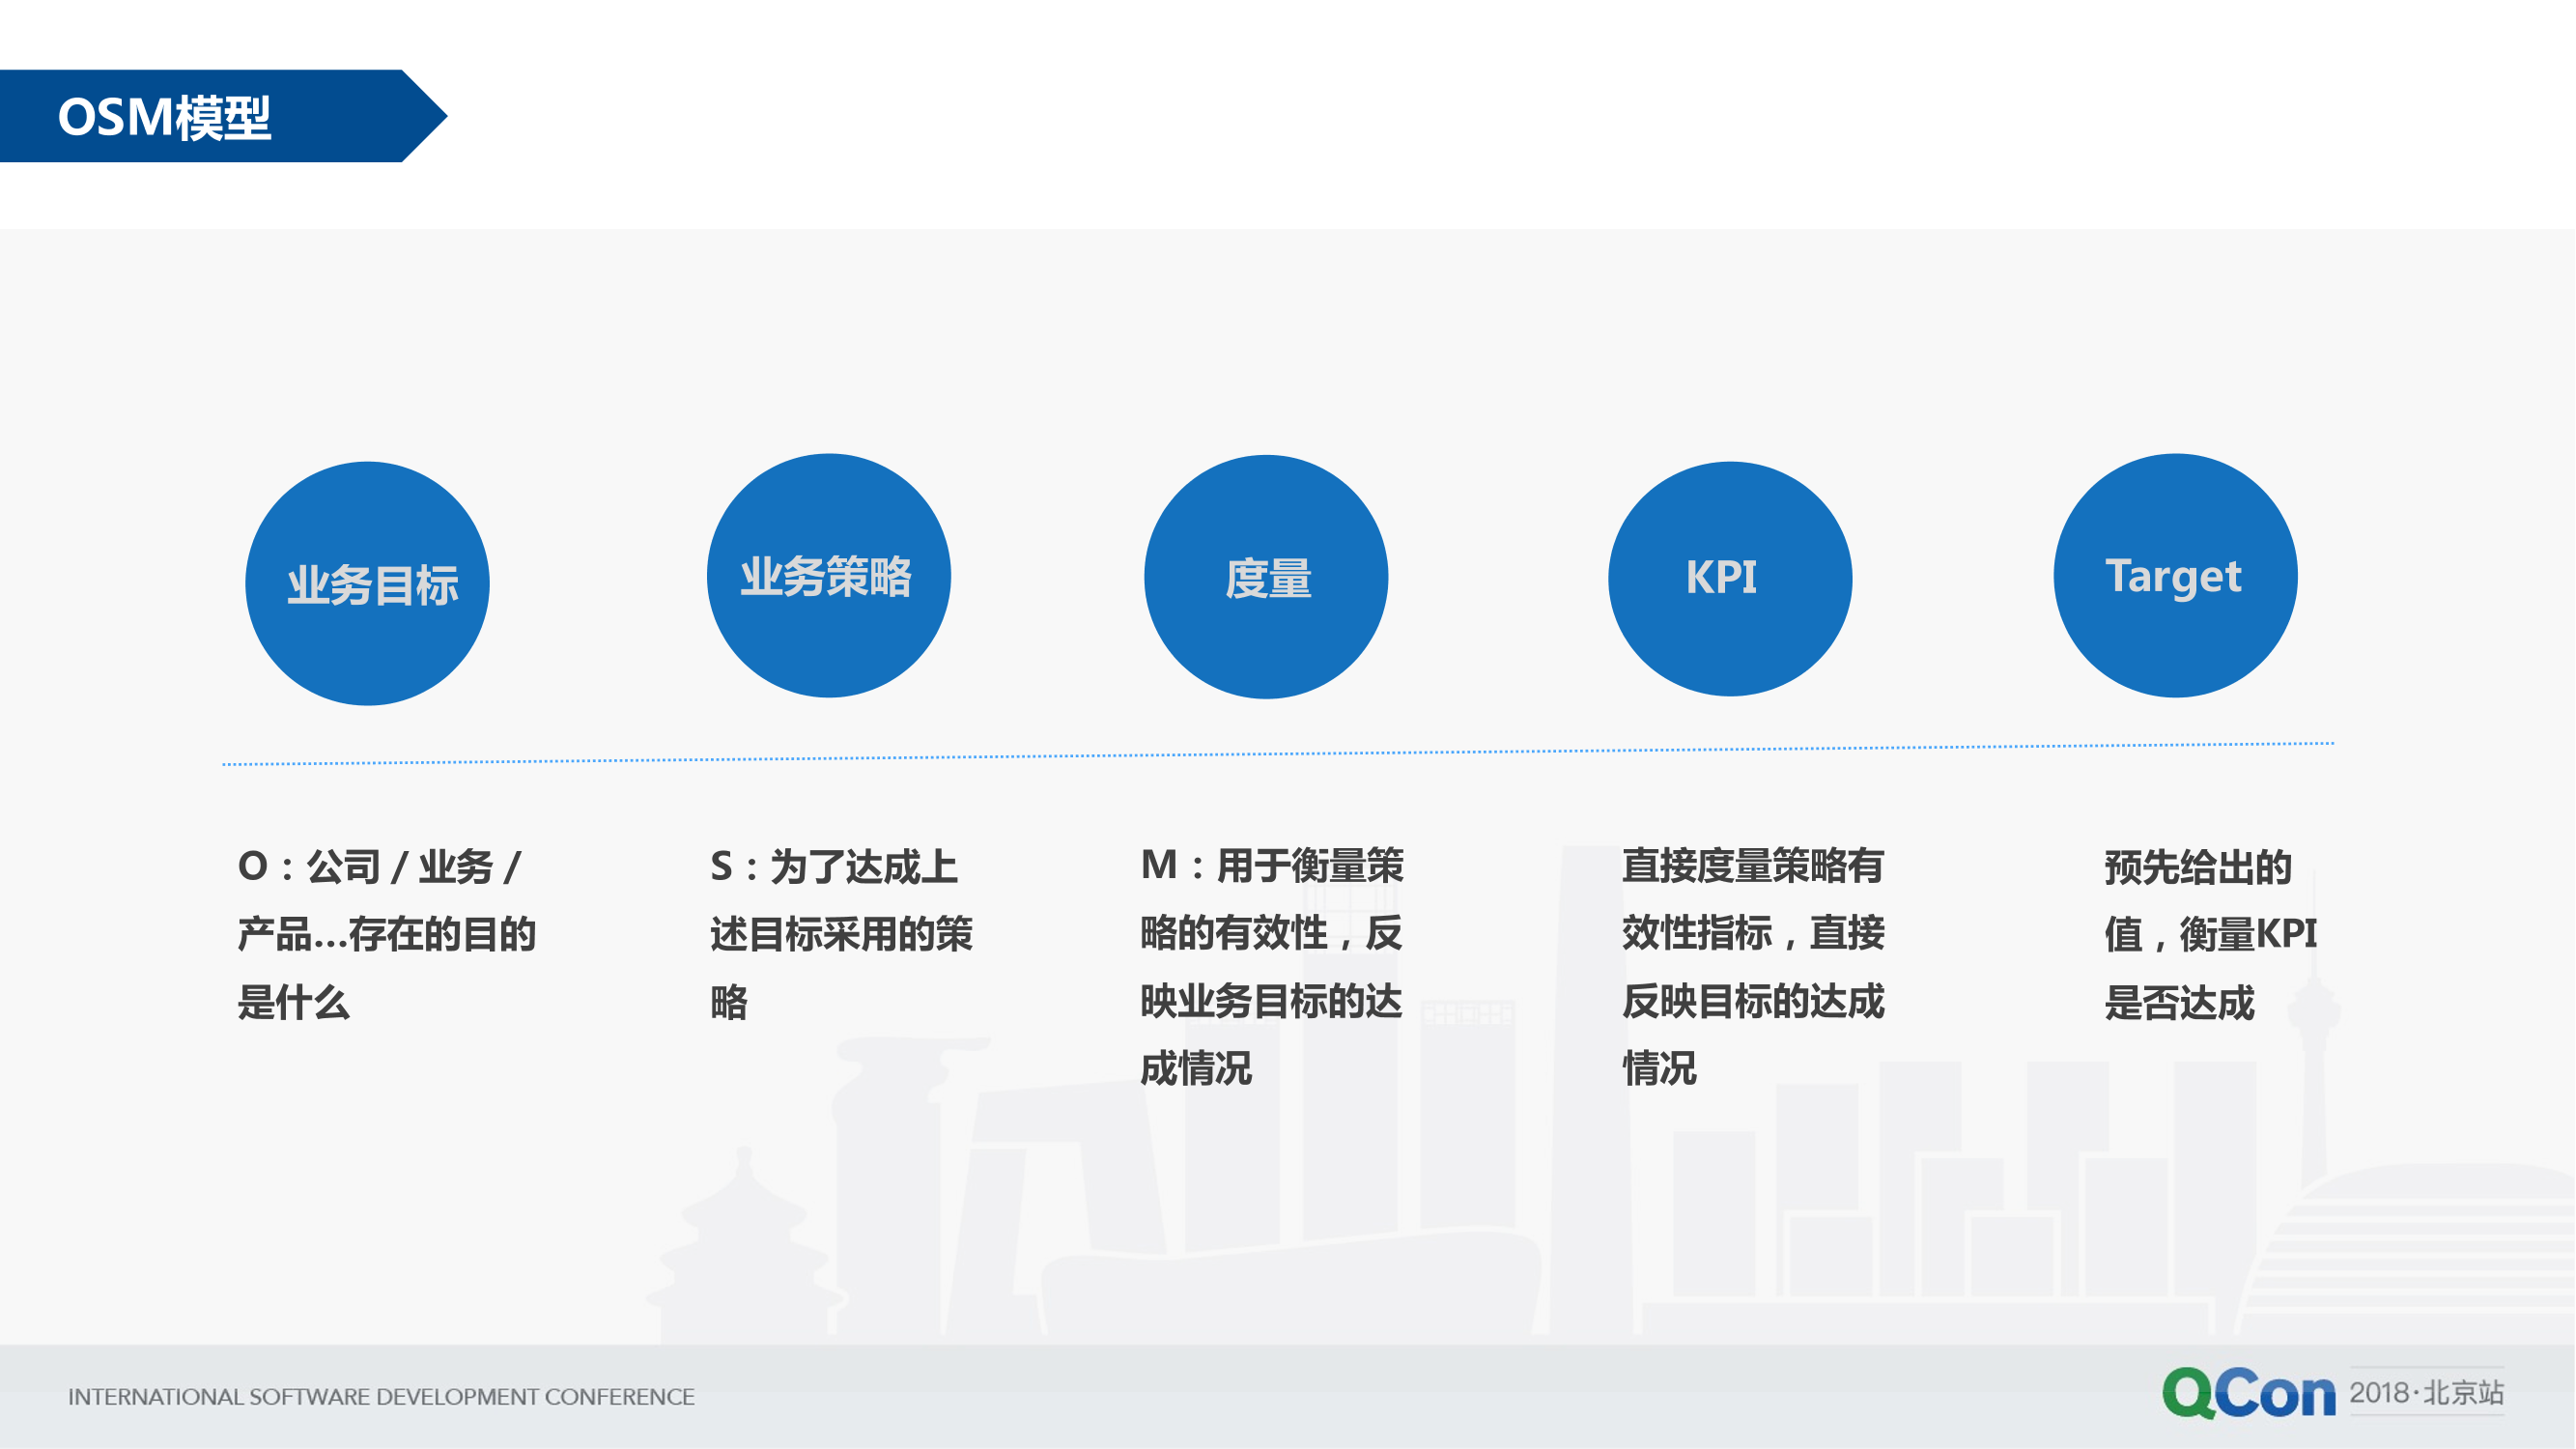 OSM模型
业务目标
业务策略
度量
KPI
Target
O：公司 / 业务 /
产品...存在的目的
是什么
S：为了达成上
述目标采用的策
略
M：用于衡量策
略的有效性，反
映业务目标的达
成情况
直接度量策略有
效性指标，直接
反映目标的达成
情况
预先给出的
值，衡量KPI
是否达成
INTERNATIONAL SOFTWARE DEVELOPMENT CONFERENCE
QCon 2018·北京站